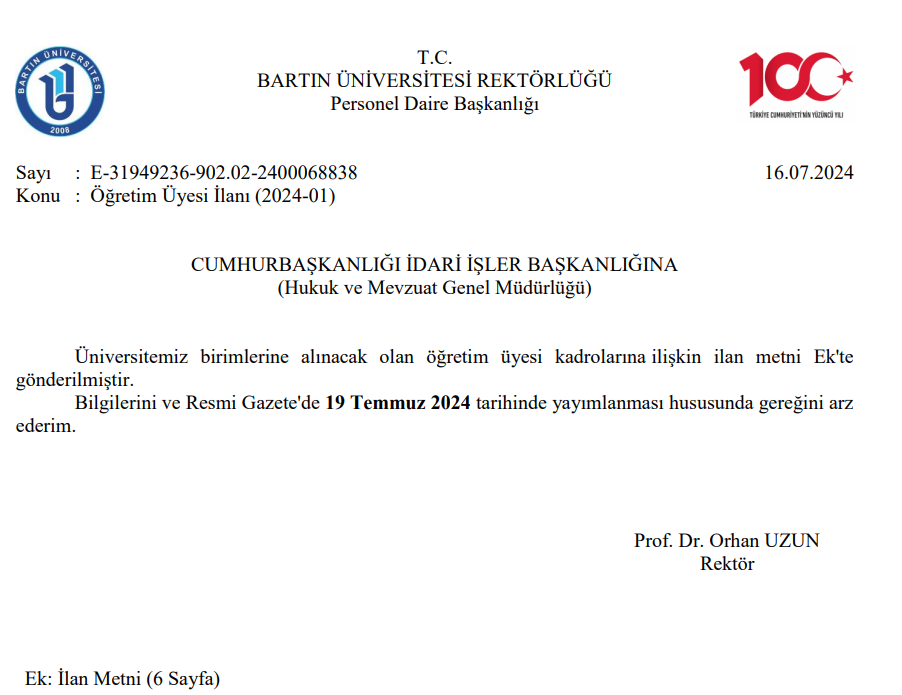 BARTIN ÜNİVERSİTESİ
2008
T.C.
BARTIN ÜNİVERSİTESİ REKTÖRLÜĞÜ
Personel Daire Başkanlığı
100
TÜRKİYE CUMHURİYETİ'NİN YÜZÜNCÜ YILI
Sayı : E-31949236-902.02-2400068838 16.07.2024
Konu : Öğretim Üyesi İlanı (2024-01)
CUMHURBAŞKANLIĞI İDARİ İŞLER BAŞKANLIĞINA
(Hukuk ve Mevzuat Genel Müdürlüğü)
Üniversitemiz birimlerine alınacak olan öğretim üyesi kadrolarına ilişkin ilan metni Ek'te
gönderilmiştir.
Bilgilerini ve Resmi Gazete'de 19 Temmuz 2024 tarihinde yayımlanması hususunda gereğini arz
ederim.
Prof. Dr. Orhan UZUN
Rektör
Ek: İlan Metni (6 Sayfa)